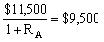 $11,500 / 1 + R_A = $9,500